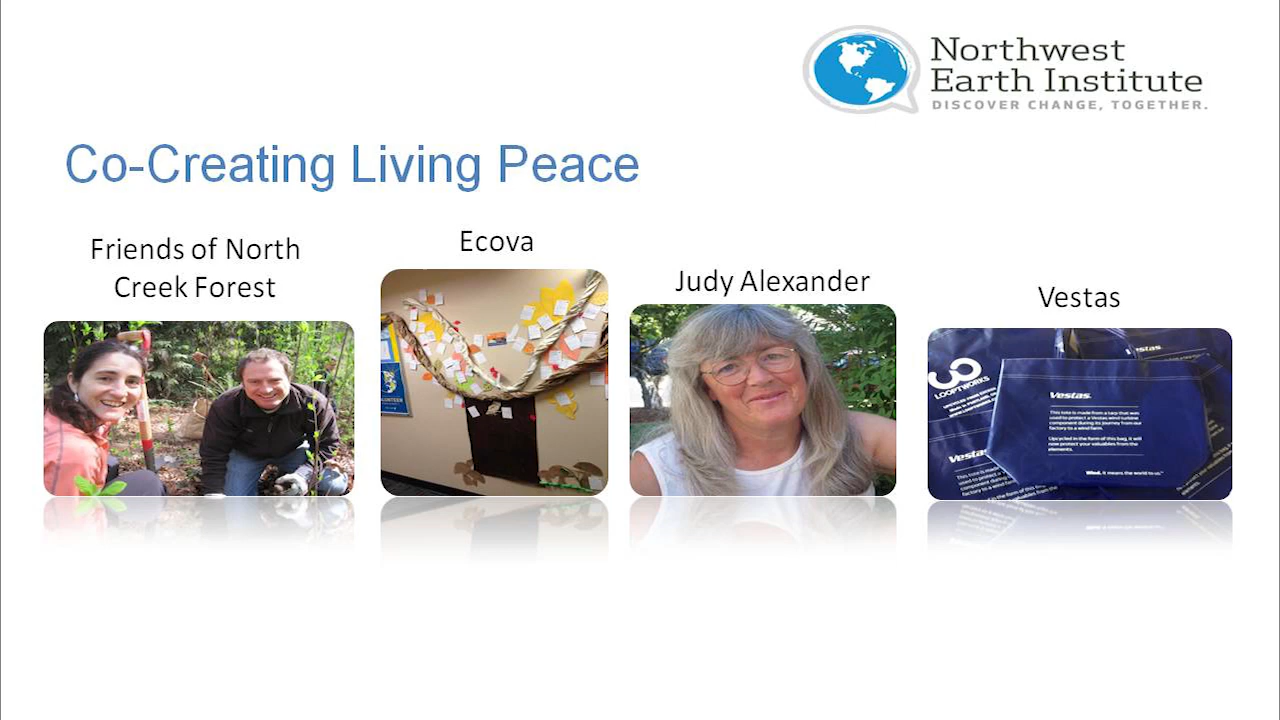 Northwest
Earth Institute
DISCOVER CHANGE, TOGETHER.
Co-Creating Living Peace
Friends of North
Creek Forest
Ecova
Judy Alexander
Vestas
Vestas.
LOOPTWORKS
Vestas.
This tote is made from a tarp that was
used to protect a Vestas wind turbine
component during its journey from our
factory to a wind farm.
Upcycled in the form of this bag, it will
now protect your valuables from the
elements.
Wind. It means the world to us.™